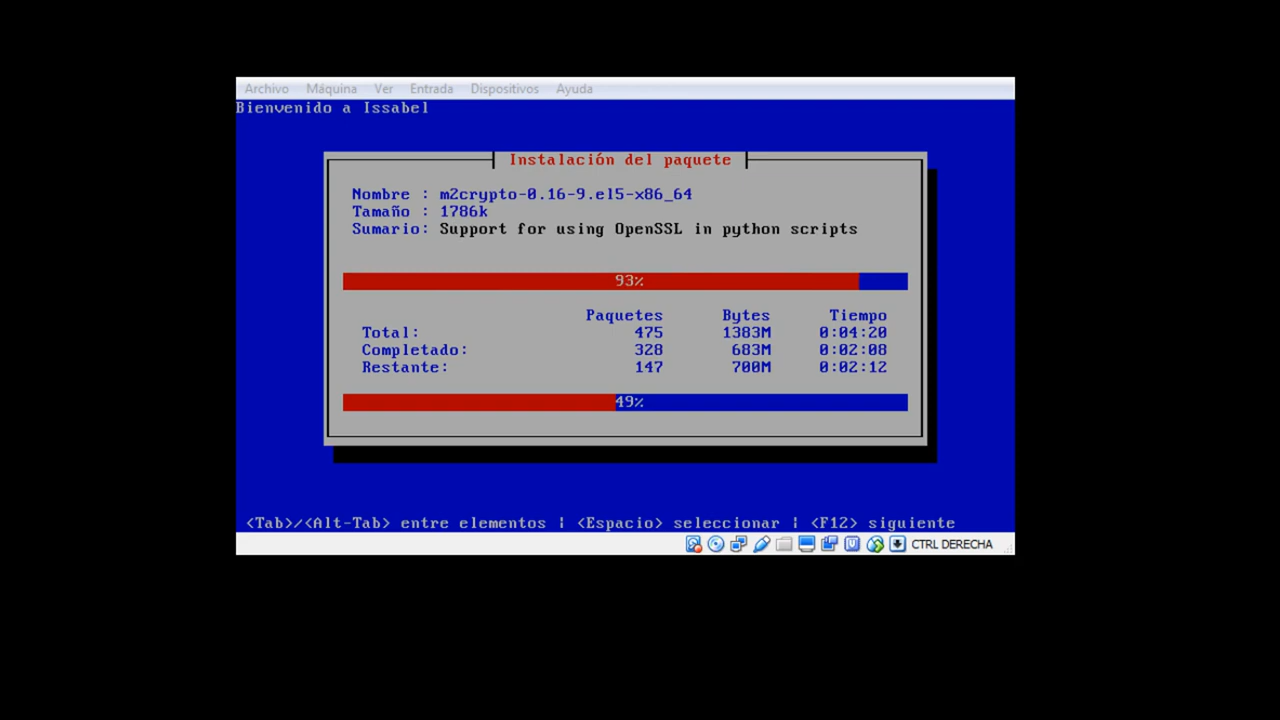 Archivo Máquina Ver Entrada Dispositivos Ayuda
Bienvenido a Issabel
Instalación del paquete
Nombre : m2crypto-0.16-9.el5-x86_64
Tamaño : 1786k
Sumario: Support for using OpenSSL in python scripts
93%
Paquetes Bytes Tiempo
Total: 475 1383M 0:04:20
Completado: 328 683M 0:02:08
Restante: 147 700M 0:02:12
49%
<Tab>/<Alt-Tab> entre elementos | <Espacio> seleccionar | <F12> siguiente
CTRL DERECHA